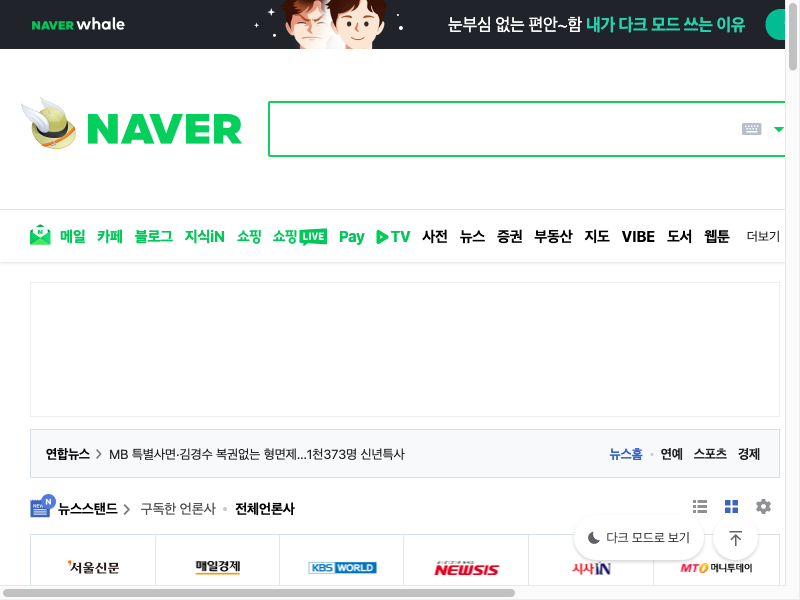 NAVER whale 눈부심 없는 편안~함 내가 다크 모드 쓰는 이유
NAVER
메일 카페 블로그 지식iN 쇼핑 쇼핑LIVE Pay TV 사전 뉴스 증권 부동산 지도 VIBE 도서 웹툰 더보기
연합뉴스 MB 특별사면·김경수 복권없는 형면제…1천373명 신년특사 뉴스홈 연예 스포츠 경제
NEW N 뉴스스탠드 구독한 언론사 전체언론사
다크 모드로 보기
서울신문 매일경제 KBS WORLD NEWSIS 시사IN MTO 머니투데이